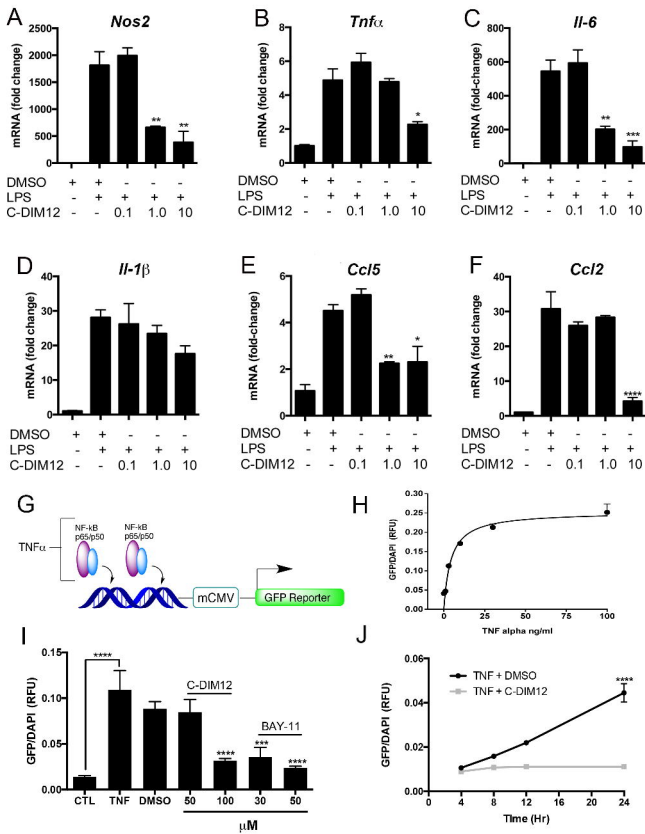 A
Nos2
mRNA (fold change)
2500
2000
1500
1000
500
0
**
**
DMSO + + - - -
LPS - + + + +
C-DIM12 - - 0.1 1.0 10
B
Tnfα
mRNA (fold change)
8
6
4
2
0
*
DMSO + + - - -
LPS - + + + +
C-DIM12 - - 0.1 1.0 10
C
Il-6
mRNA (fold change)
800
600
400
200
0
**
***
DMSO + + - - -
LPS - + + + +
C-DIM12 - - 0.1 1.0 10
D
Il-1β
mRNA (fold change)
40
30
20
10
0
DMSO + + - - -
LPS - + + + +
C-DIM12 - - 0.1 1.0 10
E
Ccl5
mRNA (fold-change)
6
4
2
0
**
*
DMSO + + - - -
LPS - + + + +
C-DIM12 - - 0.1 1.0 10
F
Ccl2
mRNA (fold change)
40
30
20
10
0
****
DMSO + + - - -
LPS - + + + +
C-DIM12 - - 0.1 1.0 10
G
TNFα
NF-kB
p65/p50
NF-kB
p65/p50
mCMV
GFP Reporter
H
GFP/DAPI (RFU)
0.30
0.25
0.20
0.15
0.10
0.05
0.00
0 20 40 60 80 100
TNF alpha ng/ml
I
GFP/DAPI (RFU)
0.15
0.10
0.05
0.00
****
C-DIM12
****
BAY-11
***
****
CTL TNF DMSO 50 100 30 50
μM
J
TNF + DMSO
TNF + C-DIM12
****
GFP/DAPI (RFU)
0.06
0.04
0.02
0.00
0 4 8 12 16 20 24
Time (Hr)